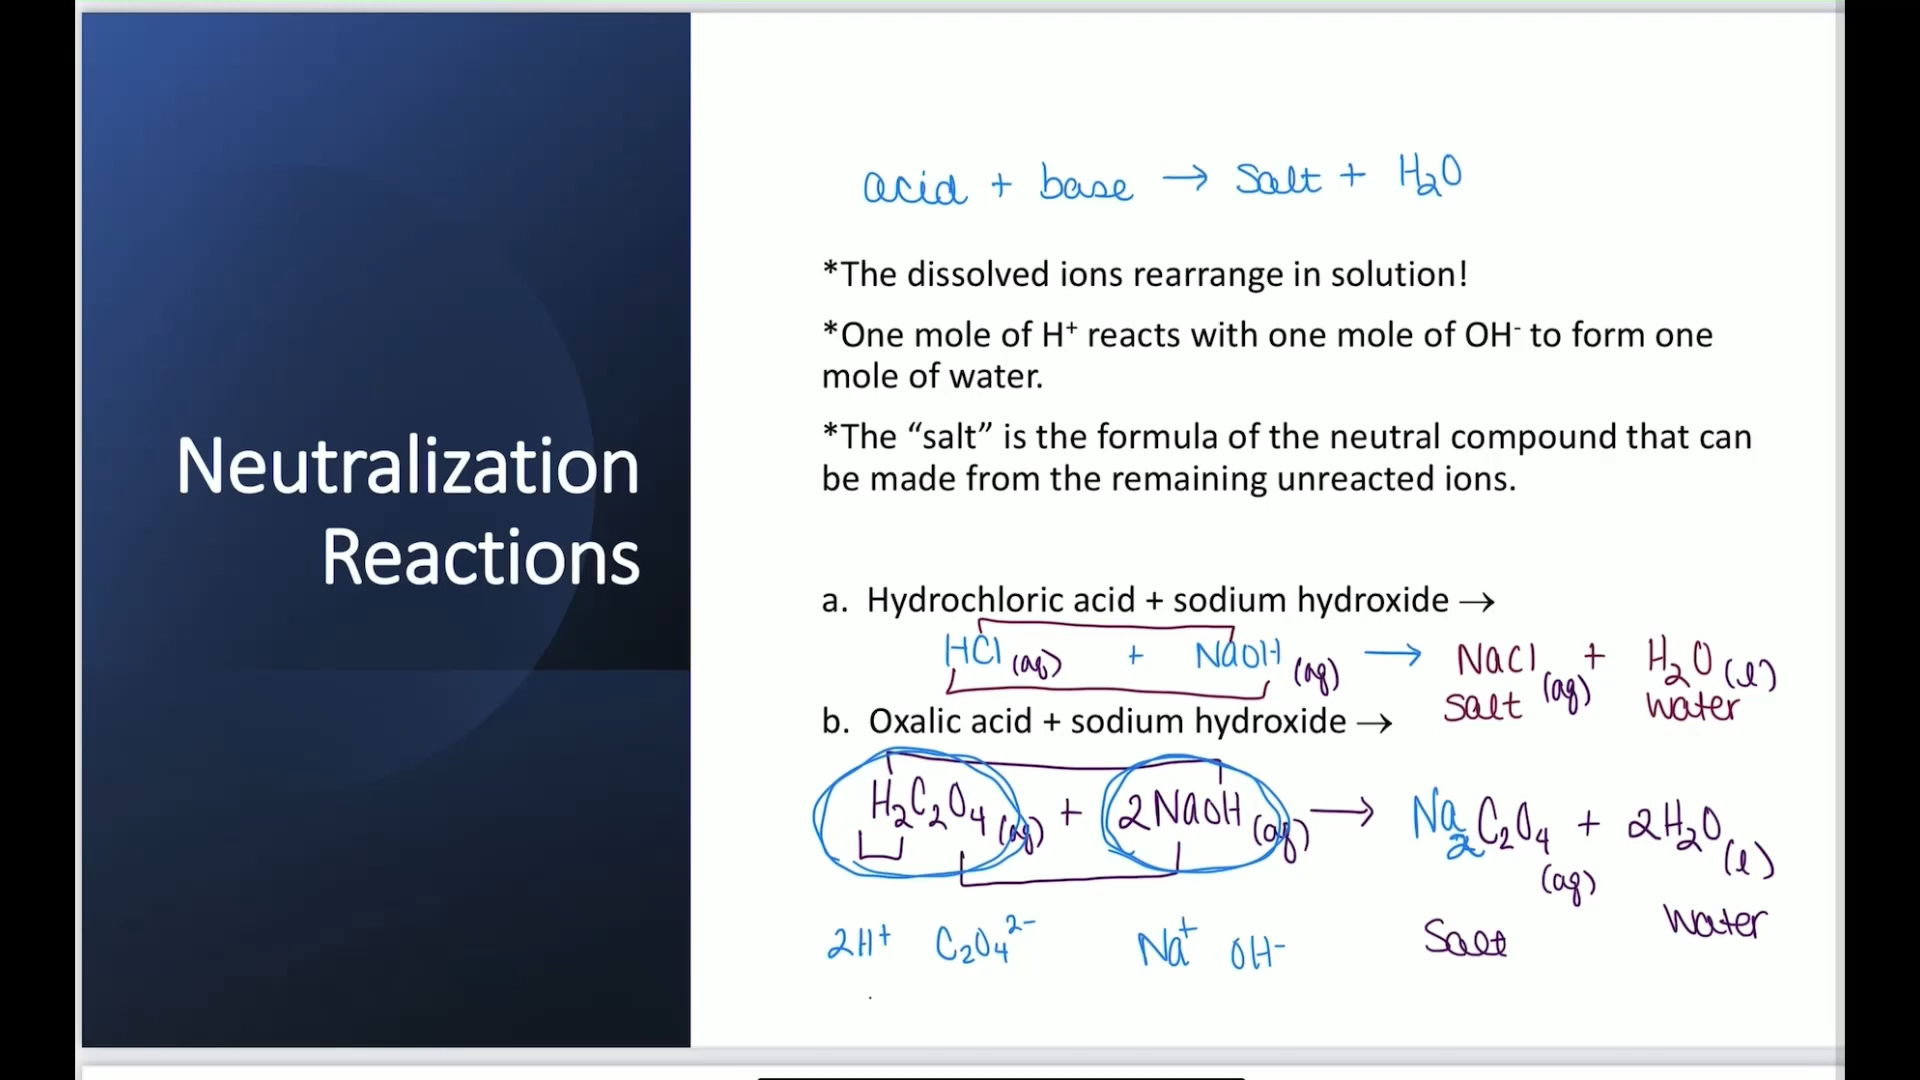 Neutralization
Reactions
acid + base → salt + H₂O
*The dissolved ions rearrange in solution!
*One mole of H⁺ reacts with one mole of OH⁻ to form one
mole of water.
*The “salt” is the formula of the neutral compound that can
be made from the remaining unreacted ions.
a. Hydrochloric acid + sodium hydroxide →
HCl (aq) + NaOH (aq) → NaCl (aq) + H₂O (l)
salt water
b. Oxalic acid + sodium hydroxide →
H₂C₂O₄ (aq) + 2NaOH (aq) → Na₂C₂O₄ (aq) + 2H₂O (l)
Salt water
2H⁺ C₂O₄²⁻ Na⁺ OH⁻